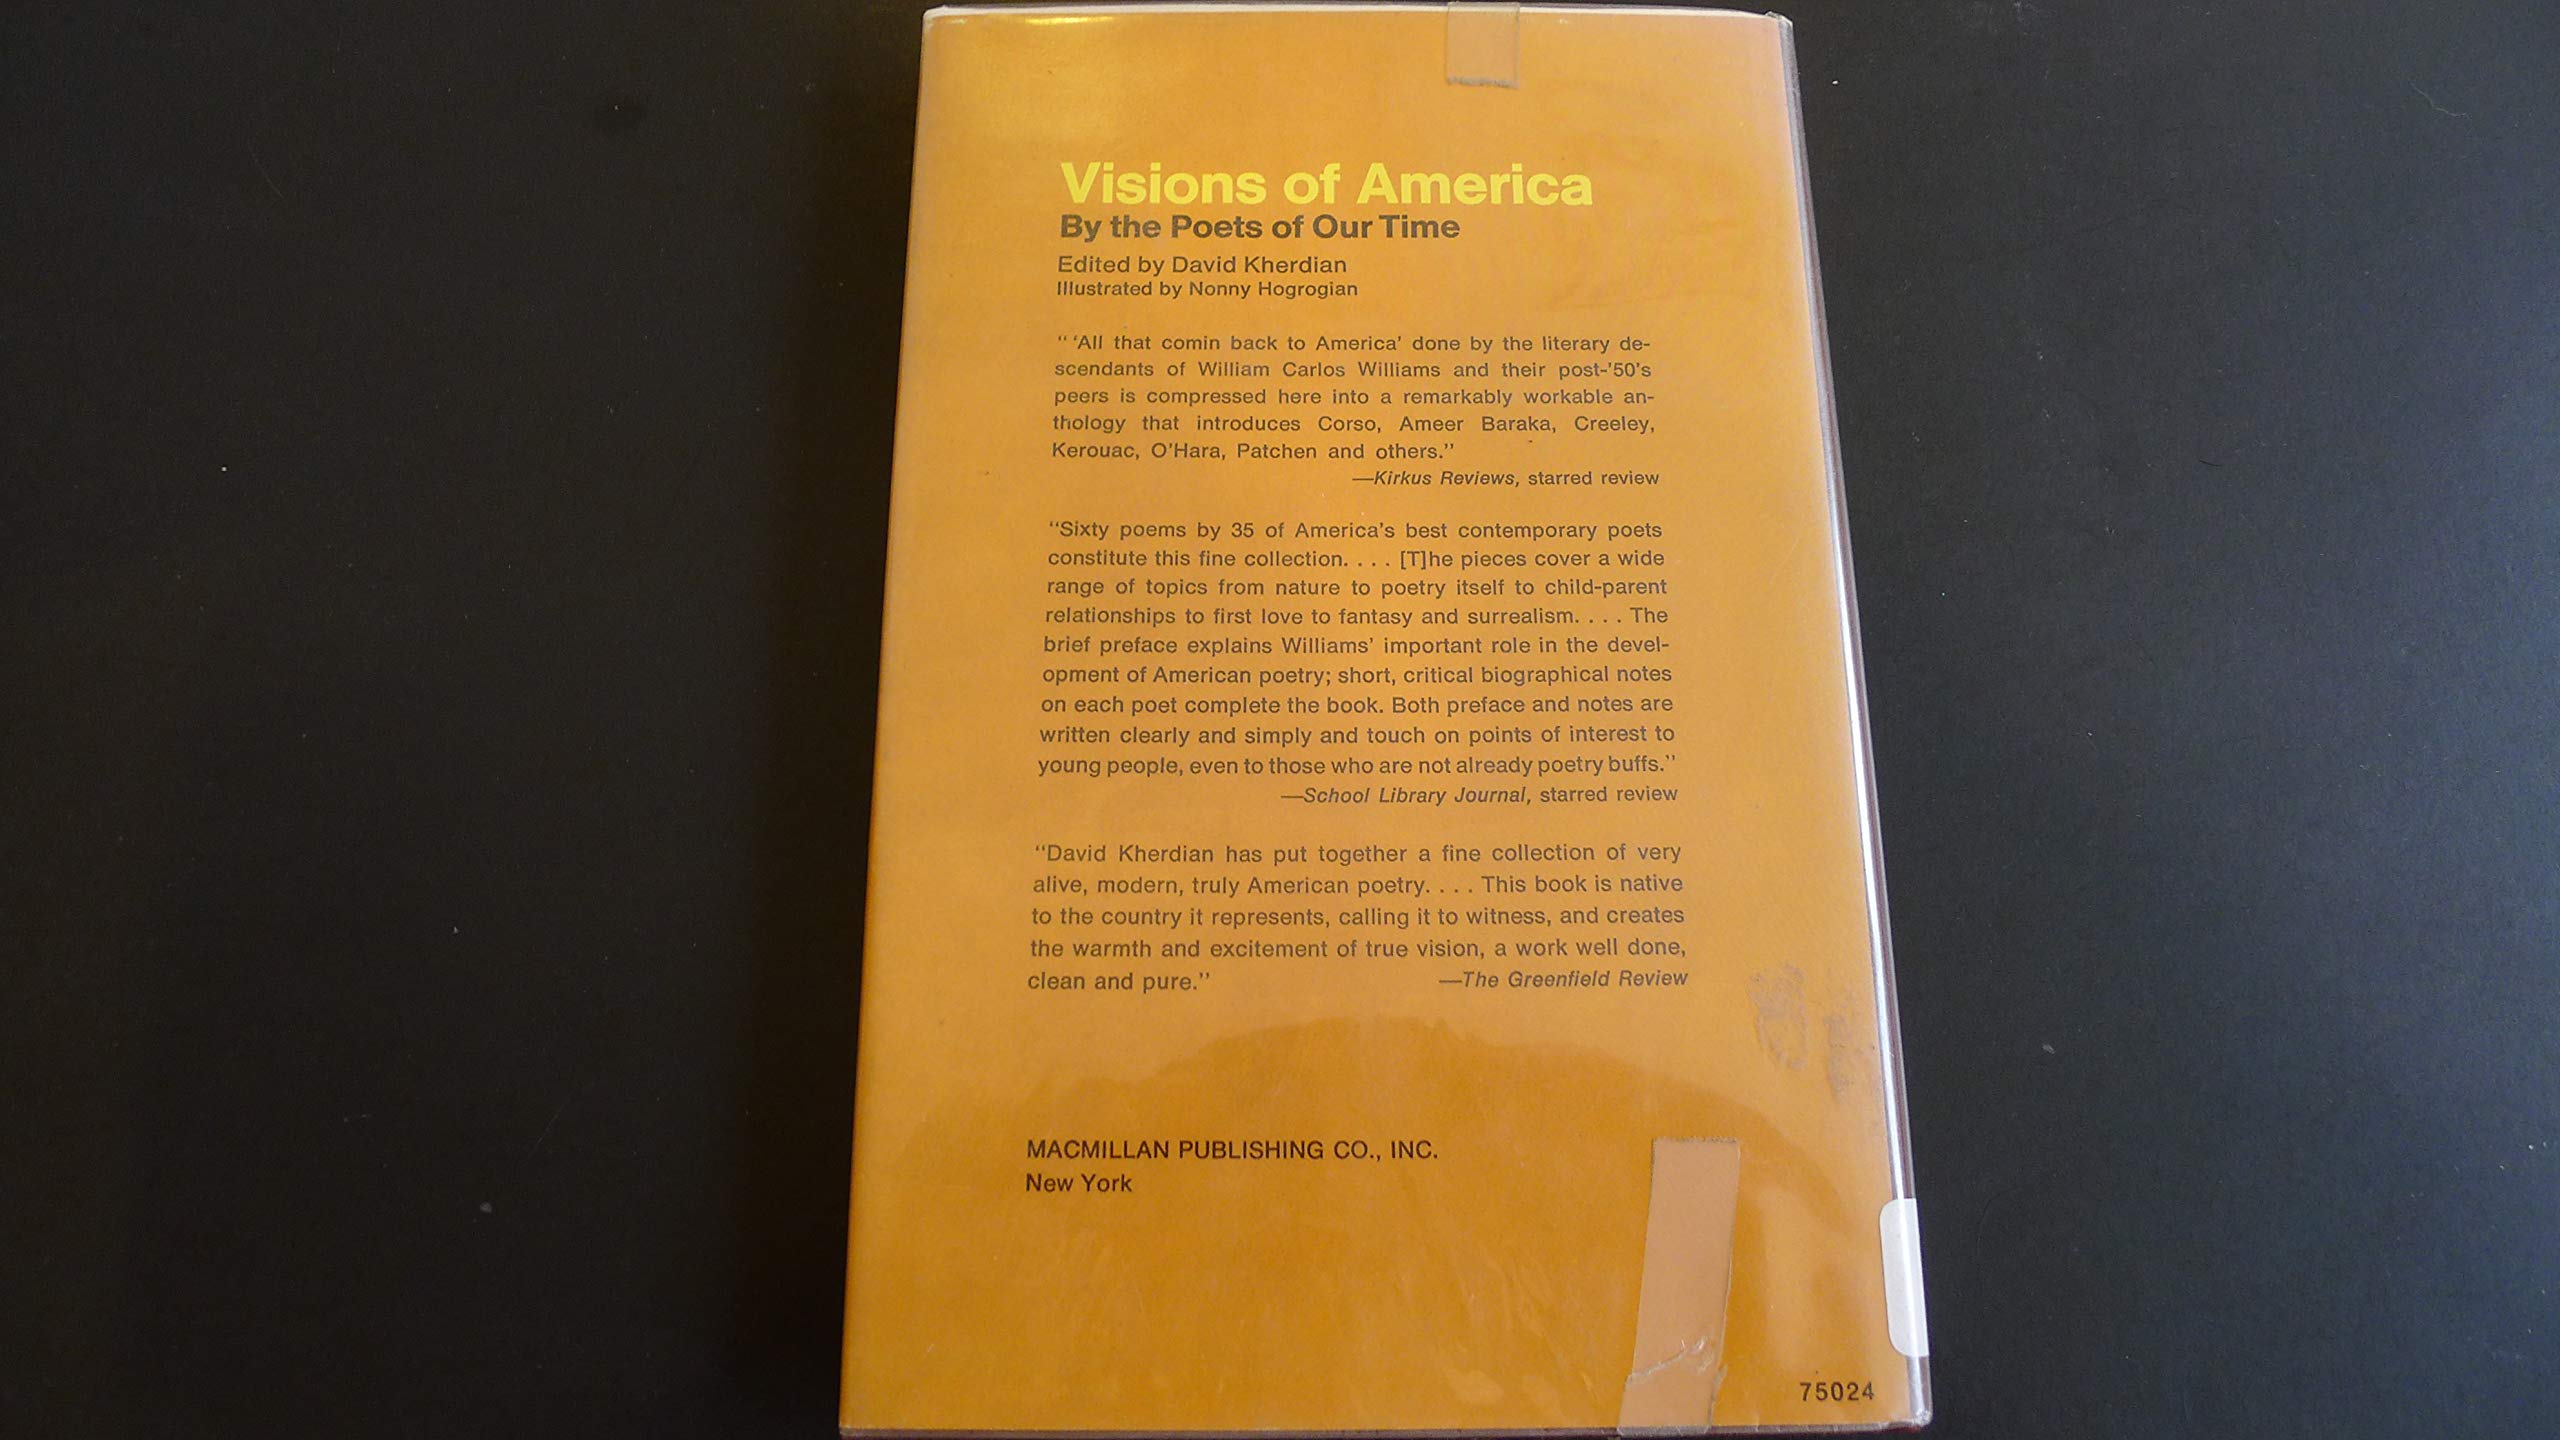 Visions of America
By the Poets of Our Time
Edited by David Kherdian
Illustrated by Nonny Hogrogian
" 'All that comin back to America' done by the literary de-
scendants of William Carlos Williams and their post-'50's
peers is compressed here into a remarkably workable an-
thology that introduces Corso, Ameer Baraka, Creeley,
Kerouac, O'Hara, Patchen and others."
—Kirkus Reviews, starred review
"Sixty poems by 35 of America's best contemporary poets
constitute this fine collection. . . . [T]he pieces cover a wide
range of topics from nature to poetry itself to child-parent
relationships to first love to fantasy and surrealism. . . . The
brief preface explains Williams' important role in the devel-
opment of American poetry; short, critical biographical notes
on each poet complete the book. Both preface and notes are
written clearly and simply and touch on points of interest to
young people, even to those who are not already poetry buffs."
—School Library Journal, starred review
"David Kherdian has put together a fine collection of very
alive, modern, truly American poetry. . . . This book is native
to the country it represents, calling it to witness, and creates
the warmth and excitement of true vision, a work well done,
clean and pure." —The Greenfield Review
MACMILLAN PUBLISHING CO., INC.
New York
75024